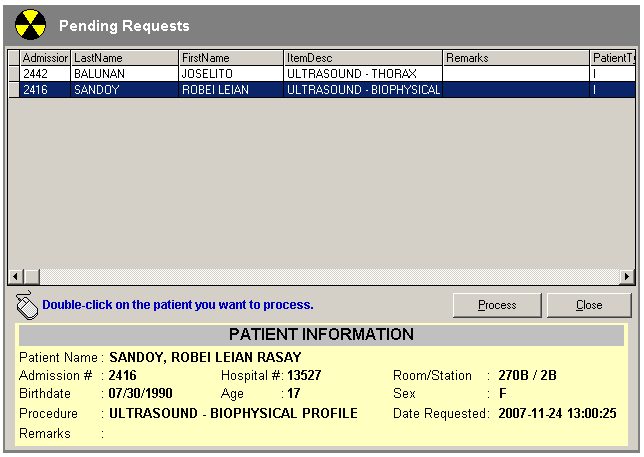 Pending Requests
Admission LastName FirstName ItemDesc Remarks PatientTy
2442 BALUNAN JOSELITO ULTRASOUND - THORAX I
2416 SANDOY ROBEI LEIAN ULTRASOUND - BIOPHYSICAL I
Double-click on the patient you want to process. Process Close
PATIENT INFORMATION
Patient Name : SANDOY, ROBEI LEIAN RASAY
Admission # : 2416 Hospital #: 13527 Room/Station : 270B / 2B
Birthdate : 07/30/1990 Age : 17 Sex : F
Procedure : ULTRASOUND - BIOPHYSICAL PROFILE Date Requested: 2007-11-24 13:00:25
Remarks :